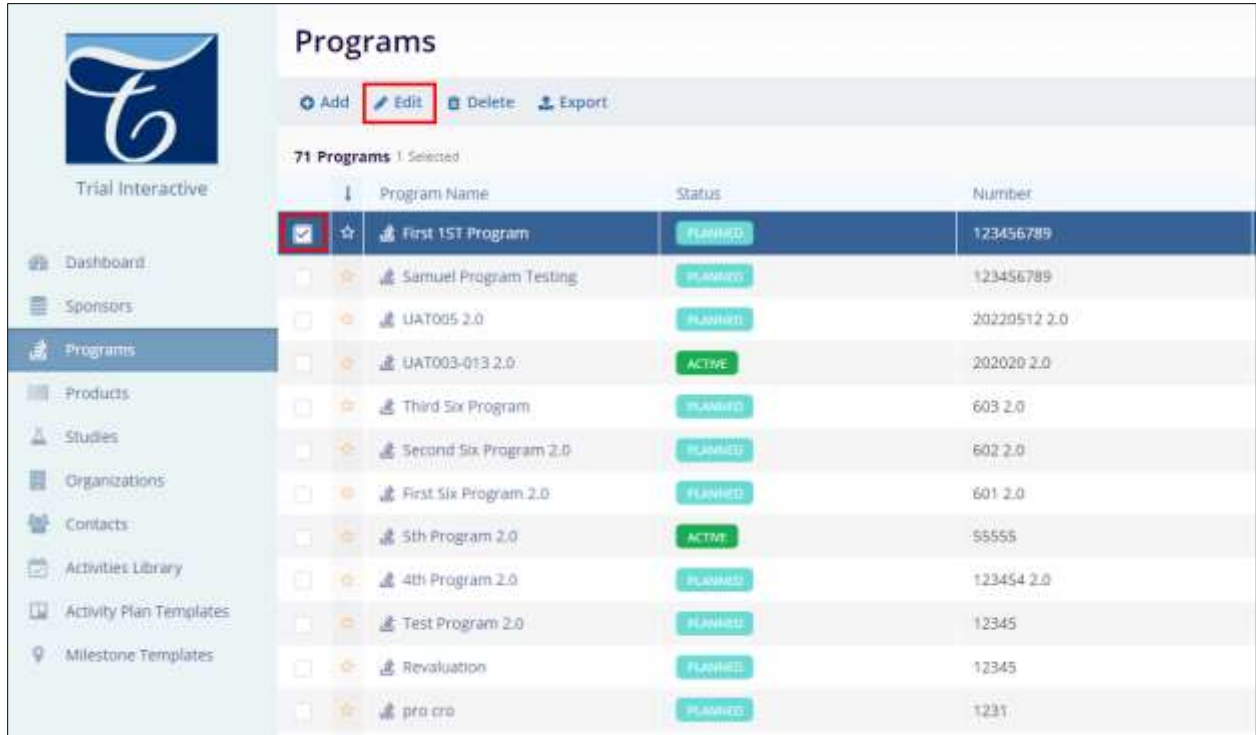 Programs
Add Edit Delete Export
71 Programs 1 Selected
Trial Interactive
Program Name Status Number
First 1ST Program PLANNED 123456789
Samuel Program Testing PLANNED 123456789
UAT005 2.0 PLANNED 20220512 2.0
UAT003-013 2.0 ACTIVE 202020 2.0
Third Six Program PLANNED 603 2.0
Second Six Program 2.0 PLANNED 602 2.0
First Six Program 2.0 PLANNED 601 2.0
5th Program 2.0 ACTIVE 55555
4th Program 2.0 PLANNED 123454 2.0
Test Program 2.0 PLANNED 12345
Revaluation PLANNED 12345
pro cro PLANNED 1231
Dashboard
Sponsors
Programs
Products
Studies
Organizations
Contacts
Activities Library
Activity Plan Templates
Milestone Templates